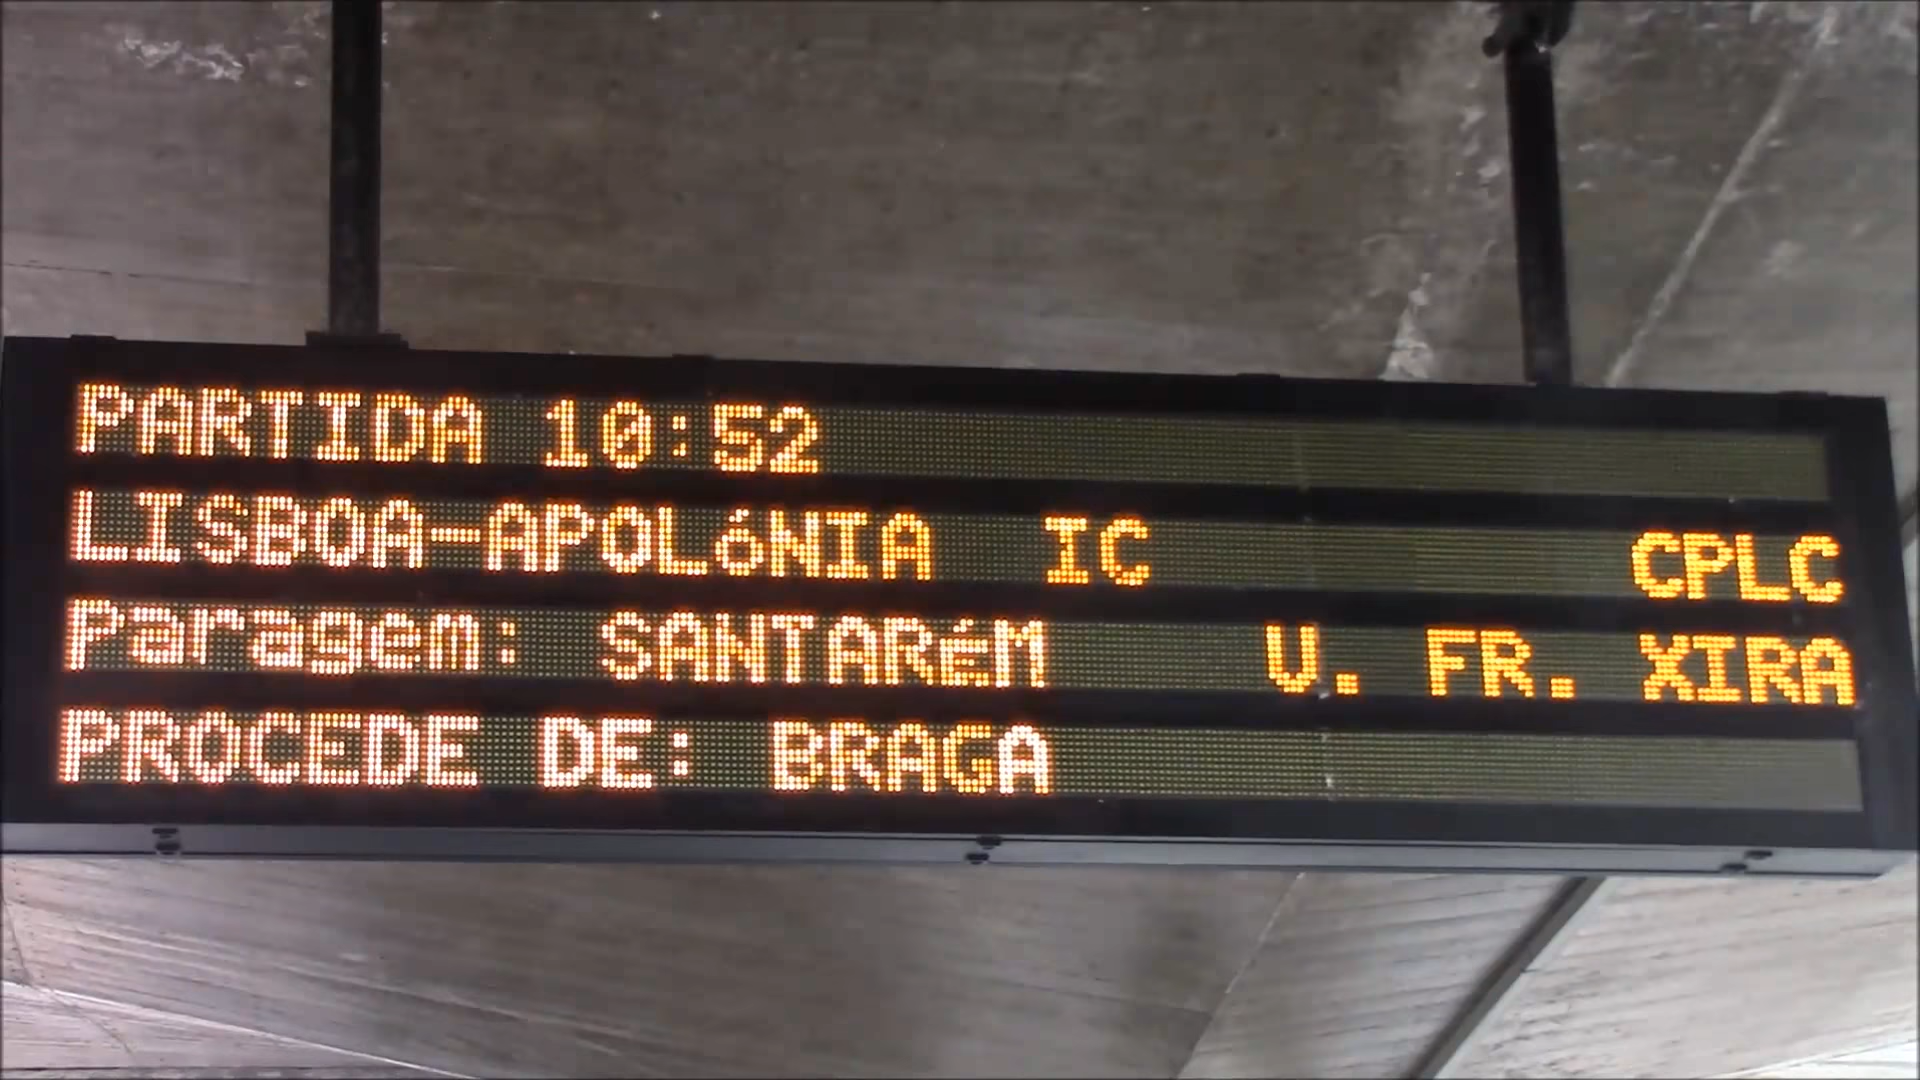 PARTIDA 10:52
LISBOA-APOLóNIA IC CPLC
Paragem: SANTARéM V. FR. XIRA
PROCEDE DE: BRAGA